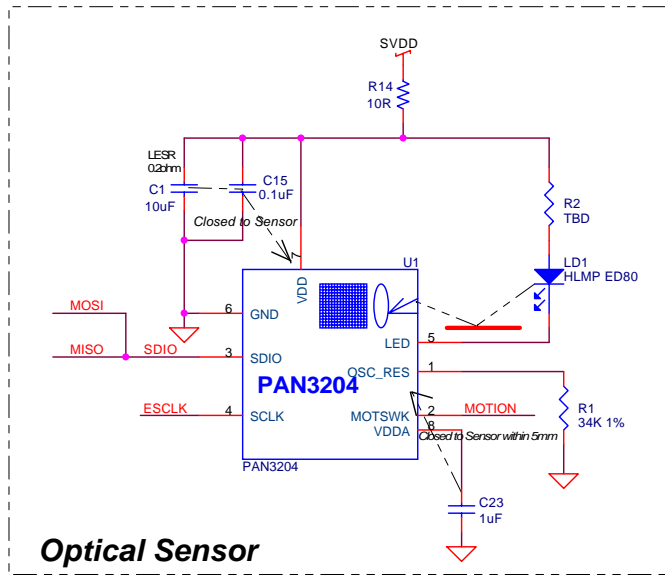 SVDD
R14
10R
LESR
0.2ohm
C1
10uF
C15
0.1uF
Closed to Sensor
R2
TBD
LD1
HLMP ED80
U1
7
VDD
MOSI
6
GND
LED
5
MISO
SDIO
3
SDIO
OSC_RES
1
PAN3204
ESCLK
4
SCLK
MOTSWK
2
MOTION
R1
34K 1%
VDDA
8
Closed to Sensor within 5mm
PAN3204
C23
1uF
Optical Sensor